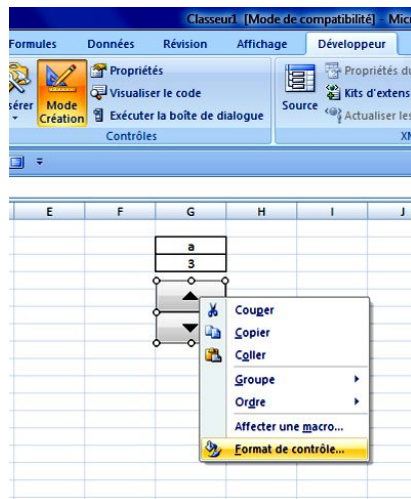 Classeur1 [Mode de compatibilité] - Micr
Formules Données Révision Affichage Développeur
Propriétés
Visualiser le code
Exécuter la boîte de dialogue
sérer
Mode Création
Contrôles
Source
Propriétés du
Kits d'extens
Actualiser les
XM
E F G H I J
a
3
Couper
Copier
Coller
Groupe
Ordre
Affecter une macro...
Format de contrôle...